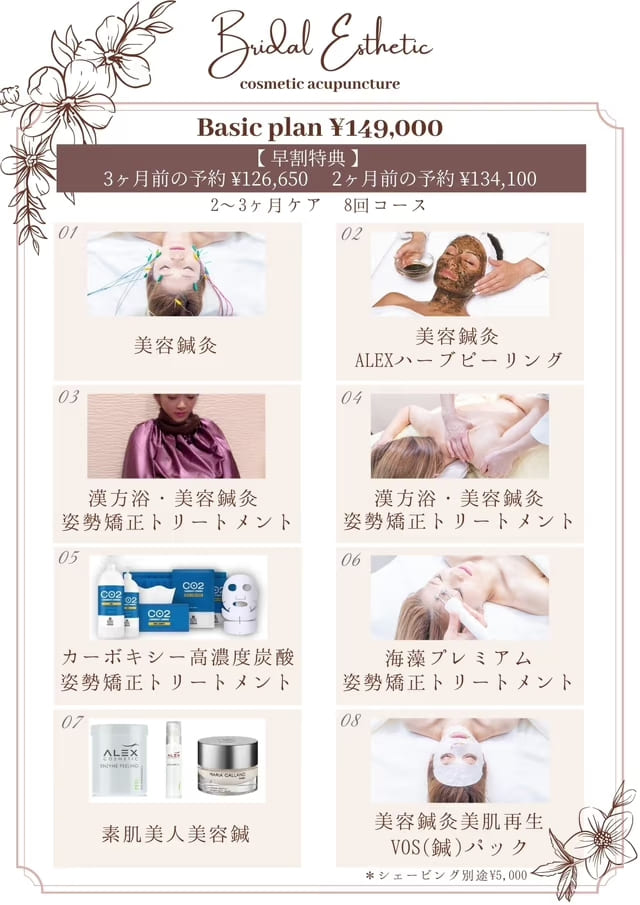 Bridal Esthetic
cosmetic acupuncture
Basic plan ¥149,000
【早割特典】
3ヶ月前の予約 ¥126,650 2ヶ月前の予約 ¥134,100
2〜3ヶ月ケア 8回コース
01
美容鍼灸
02
美容鍼灸
ALEXハーブピーリング
03
漢方浴・美容鍼灸
姿勢矯正トリートメント
04
漢方浴・美容鍼灸
姿勢矯正トリートメント
05
CO2
CO2
CO2
カーボキシー高濃度炭酸
姿勢矯正トリートメント
06
海藻プレミアム
姿勢矯正トリートメント
07
ALEX
COSMETIC
ENZYME PEELING
ALEX
MARIA GALLAND
素肌美人美容鍼
08
美容鍼灸美肌再生
VOS(鍼)パック
＊シェービング別途¥5,000